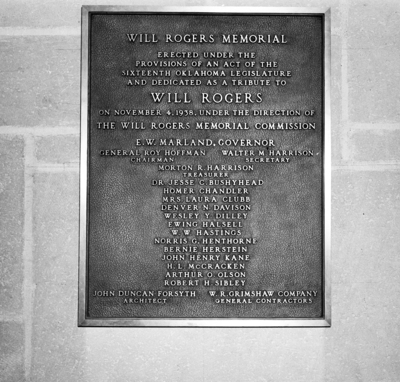 WILL ROGERS MEMORIAL
ERECTED UNDER THE
PROVISIONS OF AN ACT OF THE
SIXTEENTH OKLAHOMA LEGISLATURE
AND DEDICATED AS A TRIBUTE TO
WILL ROGERS
ON NOVEMBER 4, 1938, UNDER THE DIRECTION OF
THE WILL ROGERS MEMORIAL COMMISSION
E. W. MARLAND, GOVERNOR
GENERAL ROY HOFFMAN WALTER M. HARRISON
CHAIRMAN SECRETARY
MORTON R. HARRISON
TREASURER
DR. JESSE C. BUSHYHEAD
HOMER CHANDLER
MRS. LAURA CLUBB
DENVER N. DAVISON
WESLEY Y. DILLEY
EWING HALSELL
W. W. HASTINGS
NORRIS G. HENTHORNE
BERNIE HERSTEIN
JOHN HENRY KANE
H. L. McCRACKEN
ARTHUR O. OLSON
ROBERT H. SIBLEY
JOHN DUNCAN FORSYTH W. R. GRIMSHAW COMPANY
ARCHITECT GENERAL CONTRACTORS